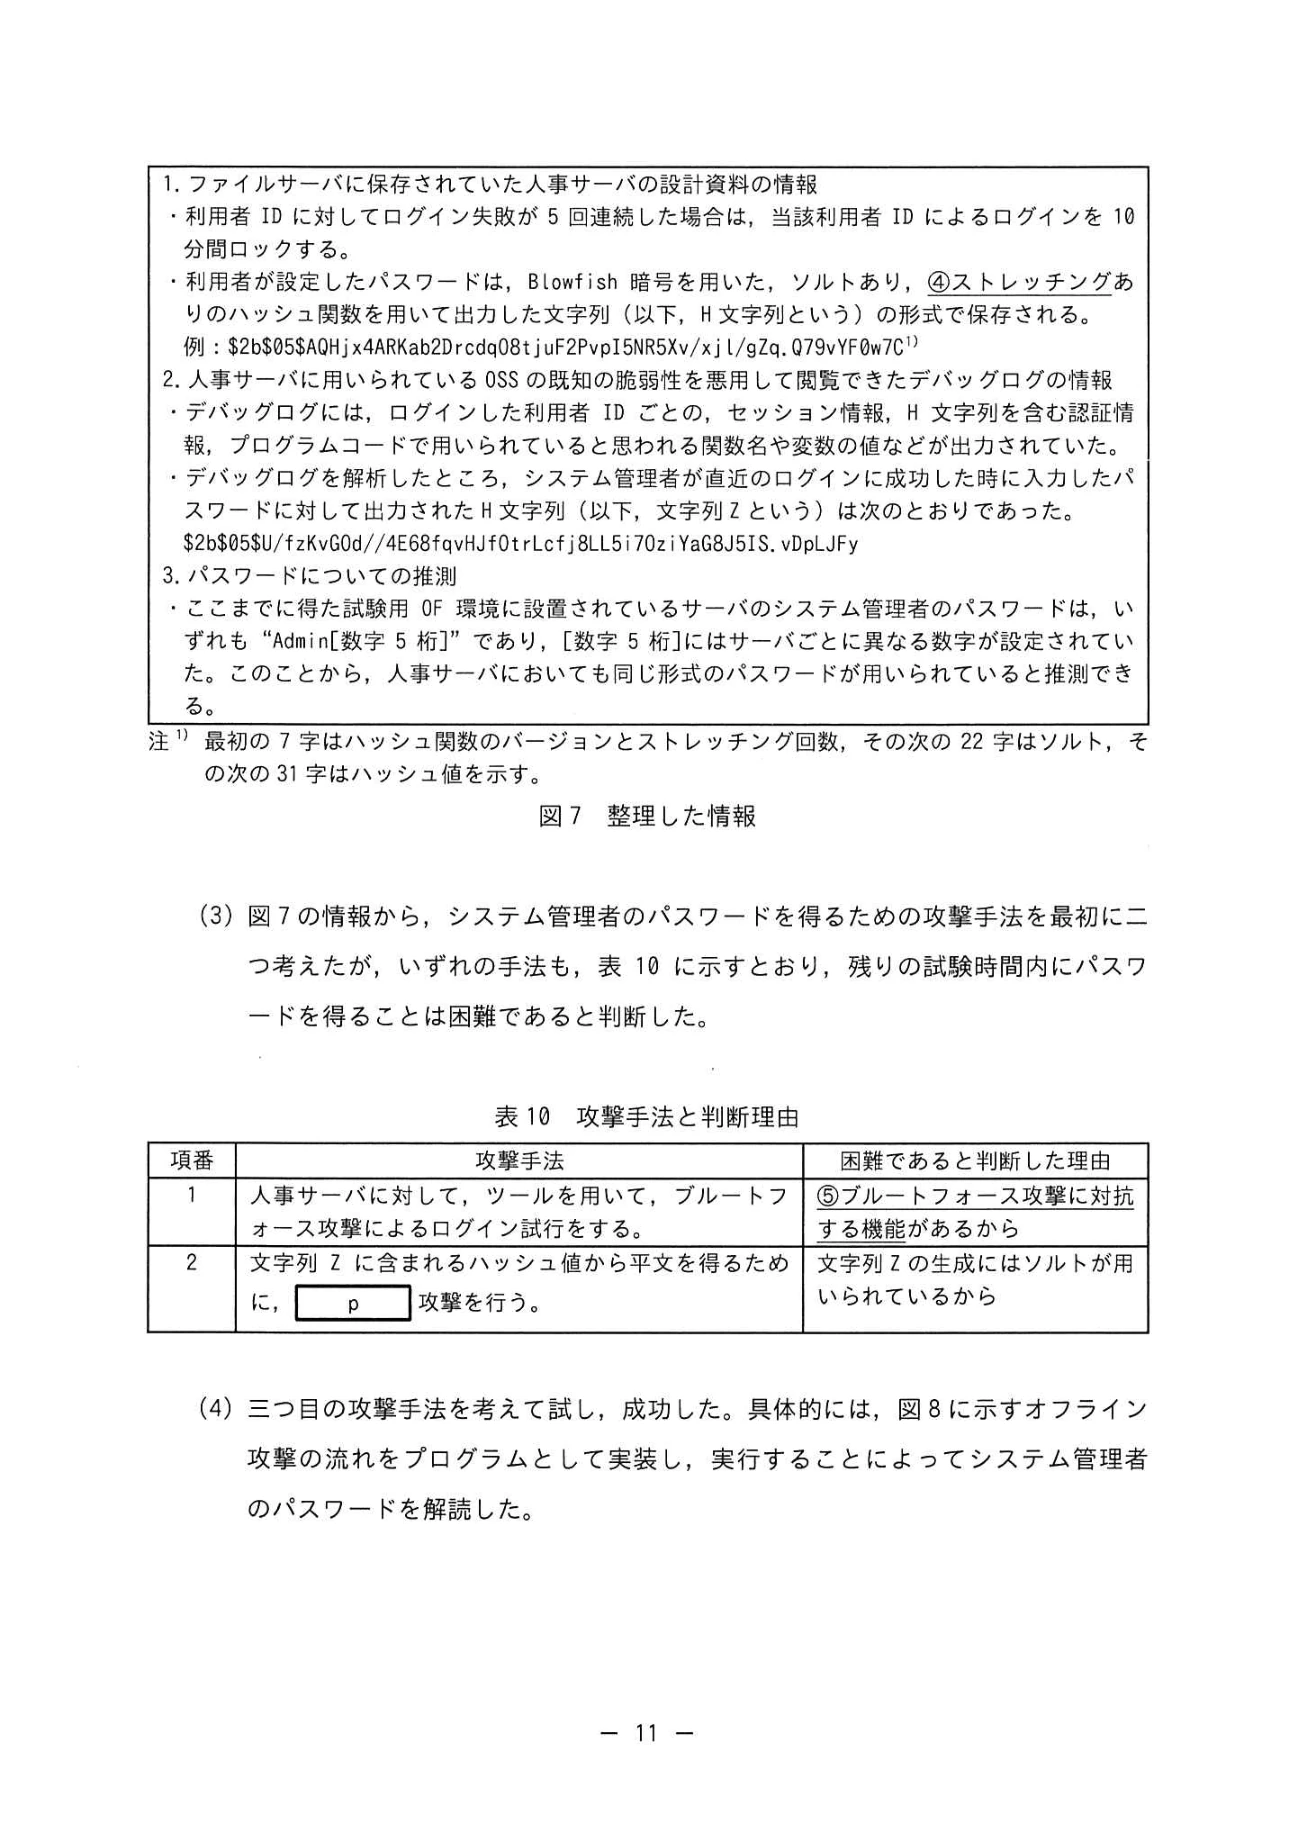 1. ファイルサーバに保存されていた人事サーバの設計資料の情報
・利用者 ID に対してログイン失敗が 5 回連続した場合は，当該利用者 ID によるログインを 10
分間ロックする。
・利用者が設定したパスワードは，Blowfish 暗号を用いた，ソルトあり，④ストレッチングあ
りのハッシュ関数を用いて出力した文字列（以下，H 文字列という）の形式で保存される。
例：$2b$05$AQHjx4ARKab2DrcdqO8tjuF2PvpI5NR5Xv/xjl/gZq.Q79vYF0w7C1)
2. 人事サーバに用いられている OSS の既知の脆弱性を悪用して閲覧できたデバッグログの情報
・デバッグログには，ログインした利用者 ID ごとの，セッション情報，H 文字列を含む認証情
報，プログラムコードで用いられていると思われる関数名や変数の値などが出力されていた。
・デバッグログを解析したところ，システム管理者が直近のログインに成功した時に入力したパ
スワードに対して出力された H 文字列（以下，文字列 Z という）は次のとおりであった。
$2b$05$U/fzKvG0d//4E68fqvHJfOtrLcfj8LL5i7OziYaG8J5IS.vDpLJFy
3. パスワードについての推測
・ここまでに得た試験用 OF 環境に設置されているサーバのシステム管理者のパスワードは，い
ずれも“Admin[数字 5 桁]”であり，[数字 5 桁]にはサーバごとに異なる数字が設定されてい
た。このことから，人事サーバにおいても同じ形式のパスワードが用いられていると推測でき
る。
注1) 最初の 7 字はハッシュ関数のバージョンとストレッチング回数，その次の 22 字はソルト，そ
の次の 31 字はハッシュ値を示す。
図 7 整理した情報
(3) 図 7 の情報から，システム管理者のパスワードを得るための攻撃手法を最初に二
つ考えたが，いずれの手法も，表 10 に示すとおり，残りの試験時間内にパスワ
ードを得ることは困難であると判断した。
表 10 攻撃手法と判断理由
項番 攻撃手法 困難であると判断した理由
1 人事サーバに対して，ツールを用いて，ブルートフ ⑤ブルートフォース攻撃に対抗
ォース攻撃によるログイン試行をする。 する機能があるから
2 文字列 Z に含まれるハッシュ値から平文を得るため 文字列 Z の生成にはソルトが用
に， p 攻撃を行う。 いられているから
(4) 三つ目の攻撃手法を考えて試し，成功した。具体的には，図 8 に示すオフライン
攻撃の流れをプログラムとして実装し，実行することによってシステム管理者
のパスワードを解読した。
— 11 —